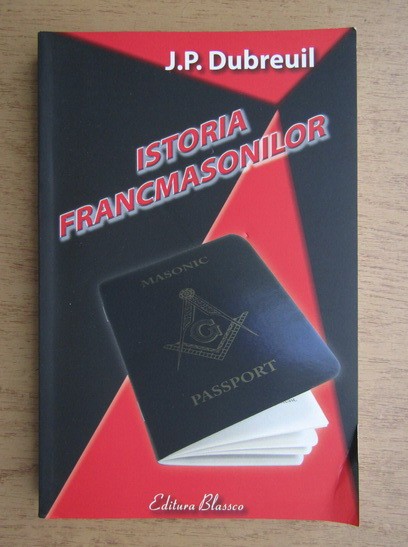 J.P. Dubreuil
ISTORIA
FRANCMASONILOR
MASONIC
G
PASSPORT
Editura Blassco